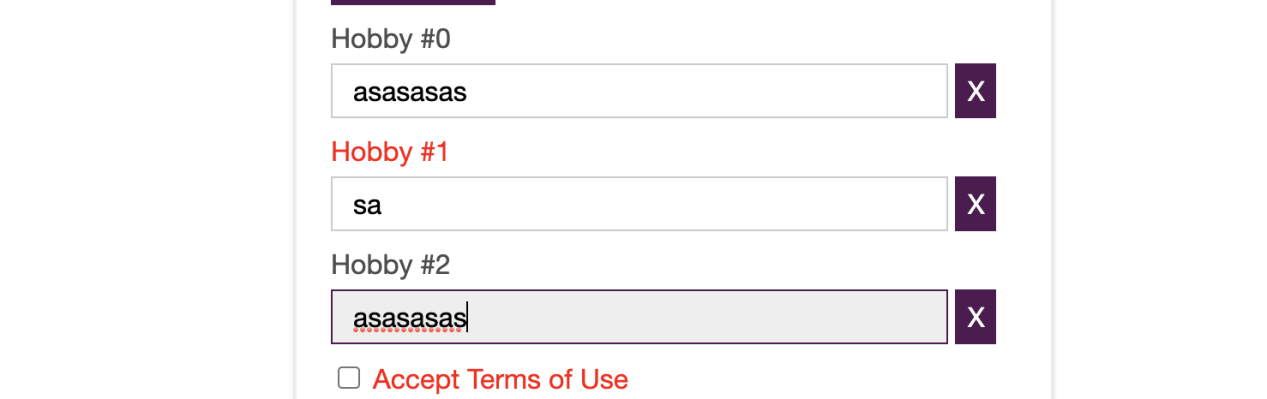 Hobby #0
asasasas
X
Hobby #1
sa
X
Hobby #2
asasasas
X
Accept Terms of Use